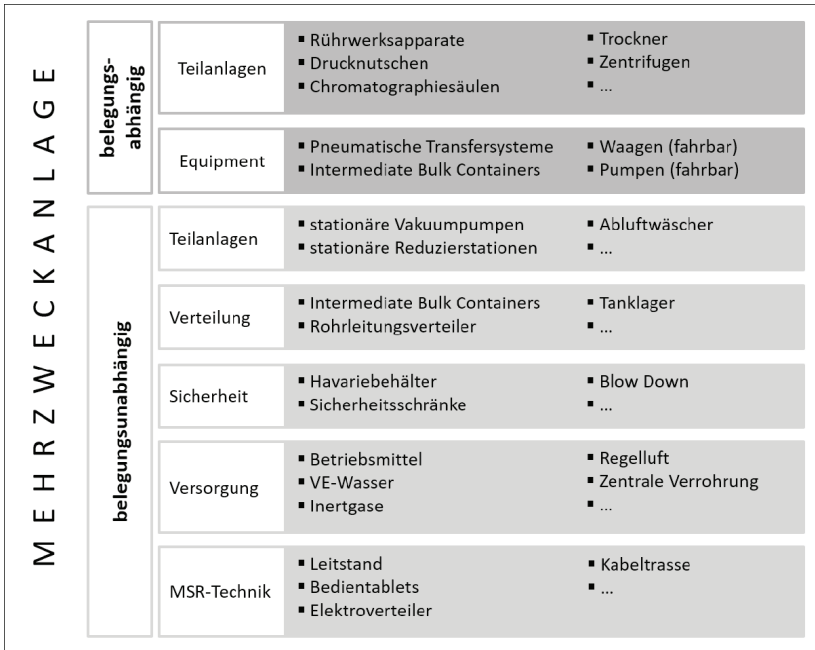 MEHRZWECKANLAGE
belegungs-
abhängig
Teilanlagen
▪ Rührwerksapparate
▪ Drucknutschen
▪ Chromatographiesäulen
▪ Trockner
▪ Zentrifugen
▪ ...
Equipment
▪ Pneumatische Transfersysteme
▪ Intermediate Bulk Containers
▪ Waagen (fahrbar)
▪ Pumpen (fahrbar)
belegungsunabhängig
Teilanlagen
▪ stationäre Vakuumpumpen
▪ stationäre Reduzierstationen
▪ Abluftwäscher
▪ ...
Verteilung
▪ Intermediate Bulk Containers
▪ Rohrleitungsverteiler
▪ Tanklager
▪ ...
Sicherheit
▪ Havariebehälter
▪ Sicherheitsschränke
▪ Blow Down
▪ ...
Versorgung
▪ Betriebsmittel
▪ VE-Wasser
▪ Inertgase
▪ Regelluft
▪ Zentrale Verrohrung
▪ ...
MSR-Technik
▪ Leitstand
▪ Bedientablets
▪ Elektroverteiler
▪ Kabeltrasse
▪ ...